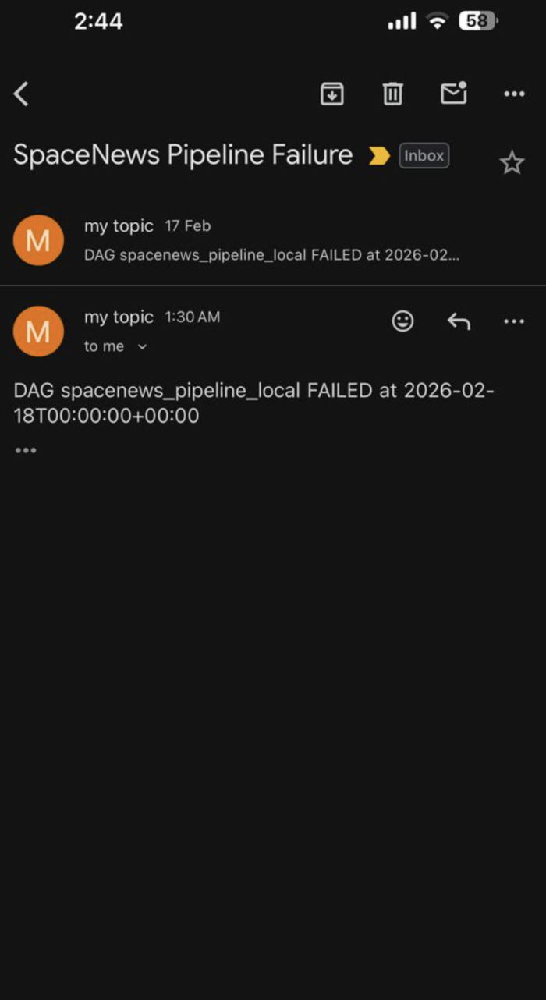 2:44
58
SpaceNews Pipeline Failure Inbox
my topic 17 Feb
M
DAG spacenews_pipeline_local FAILED at 2026-02...
my topic 1:30 AM
M
to me
DAG spacenews_pipeline_local FAILED at 2026-02-
18T00:00:00+00:00